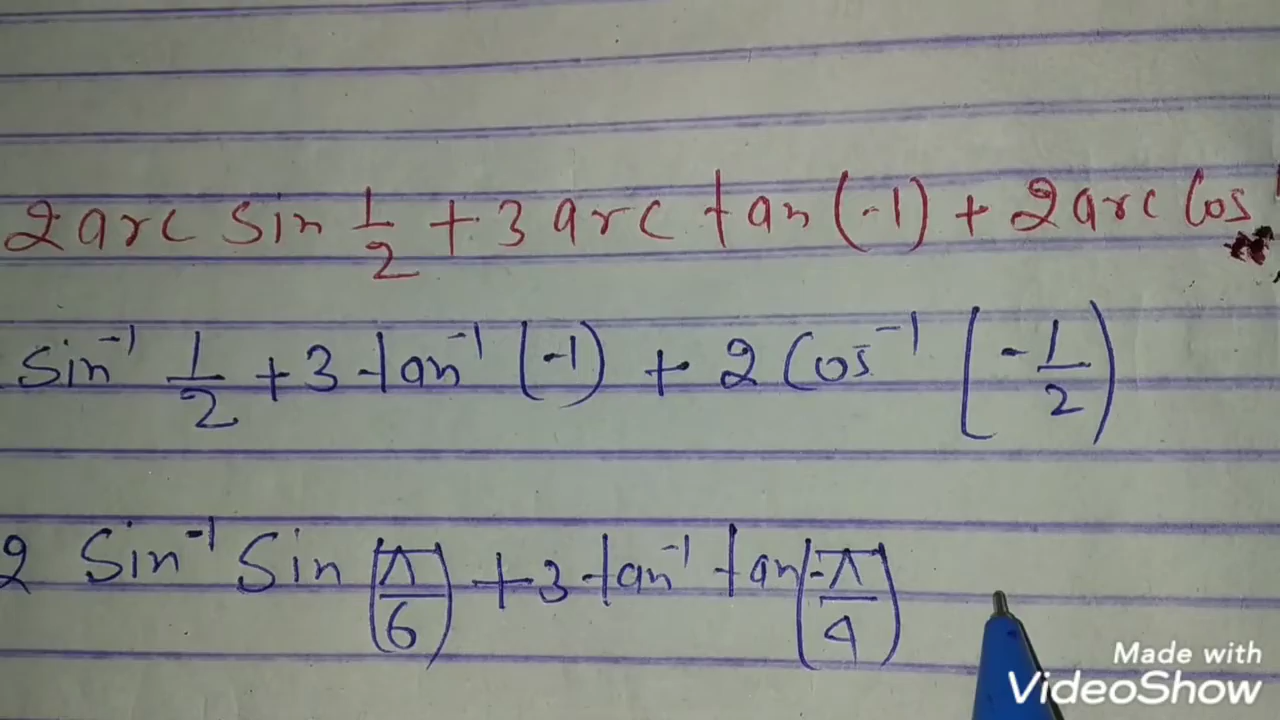 2 arc sin 1/2 + 3 arc tan (-1) + 2 arc Cos
Sin⁻¹ 1/2 + 3 tan⁻¹ (-1) + 2 Cos⁻¹ (-1/2)
2 Sin⁻¹ Sin (π/6) + 3 tan⁻¹ tan (-π/4)
Made with
VideoShow